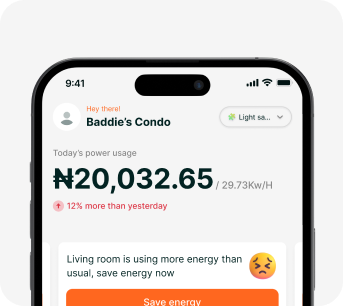 9:41
Hey there!
Baddie's Condo
Light sa...
Today's power usage
₦20,032.65 / 29.73Kw/H
12% more than yesterday
Living room is using more energy than
usual, save energy now
Save energy